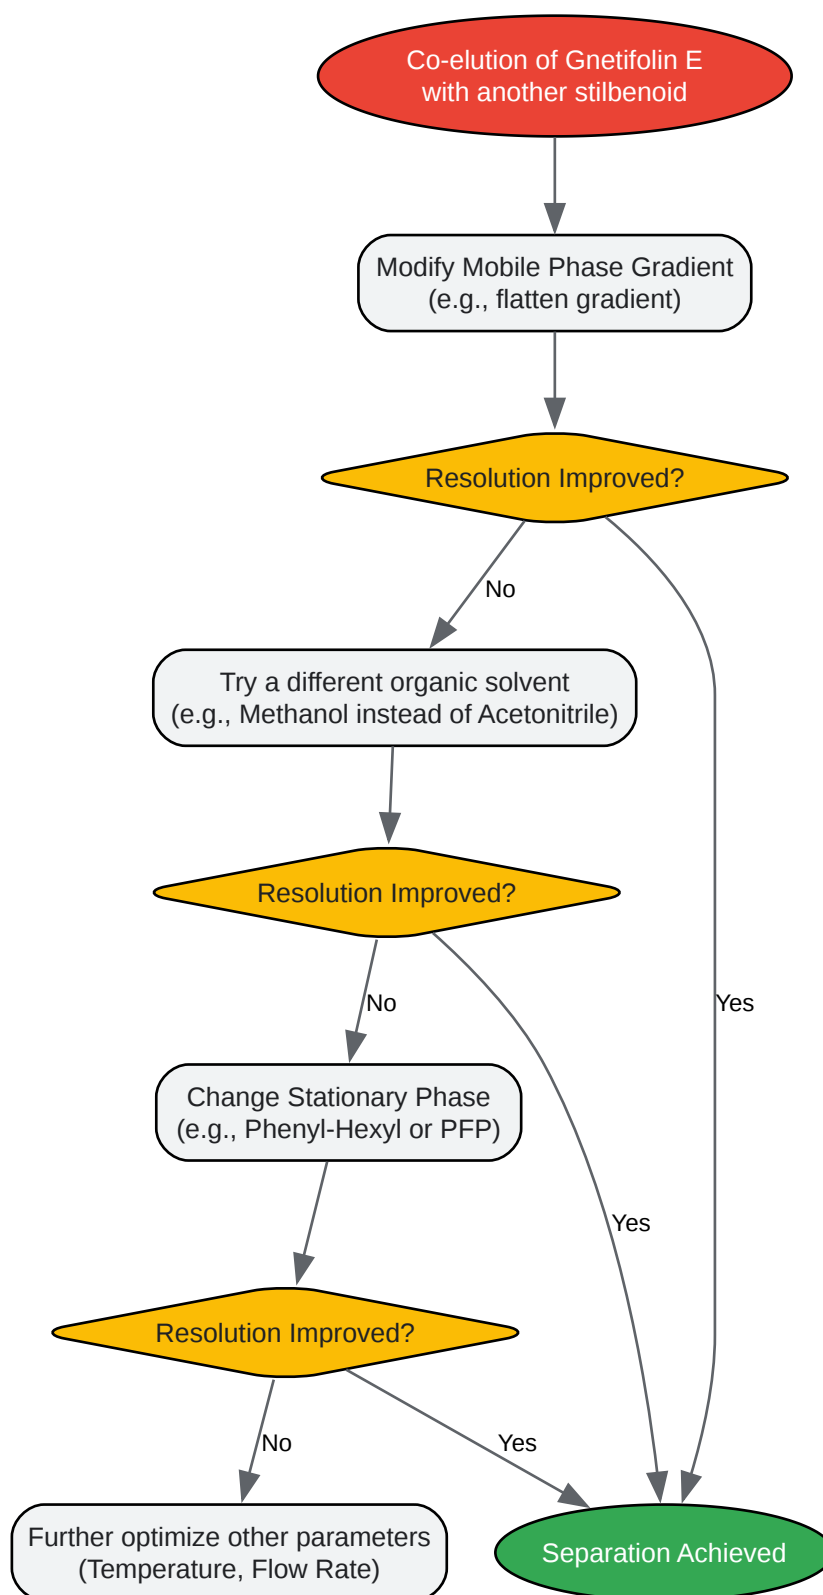 Co-elution of Gnetifolin E
with another stilbenoid
Modify Mobile Phase Gradient
(e.g., flatten gradient)
Resolution Improved?
No
Try a different organic solvent
(e.g., Methanol instead of Acetonitrile)
Resolution Improved?
No
Yes
Change Stationary Phase
(e.g., Phenyl-Hexyl or PFP)
Yes
Resolution Improved?
No
Yes
Further optimize other parameters
(Temperature, Flow Rate)
Separation Achieved